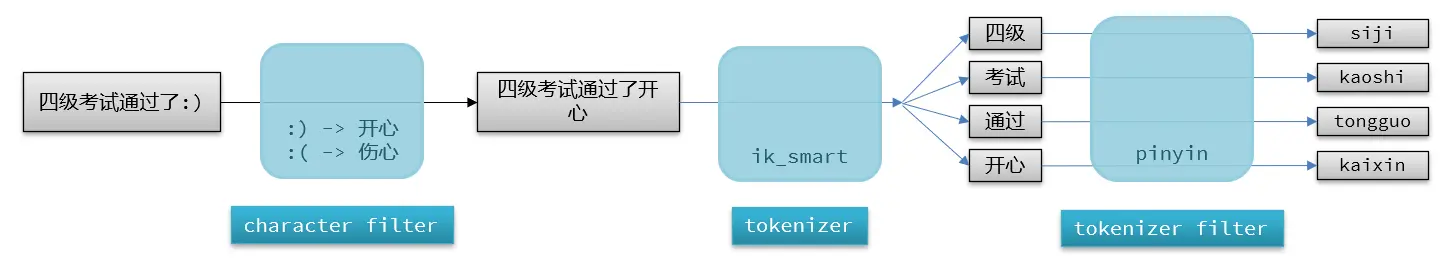 四级考试通过了:)
:) -> 开心
:( -> 伤心
character filter
四级考试通过了开
心
ik_smart
tokenizer
四级
考试
通过
开心
pinyin
tokenizer filter
siji
kaoshi
tongguo
kaixin